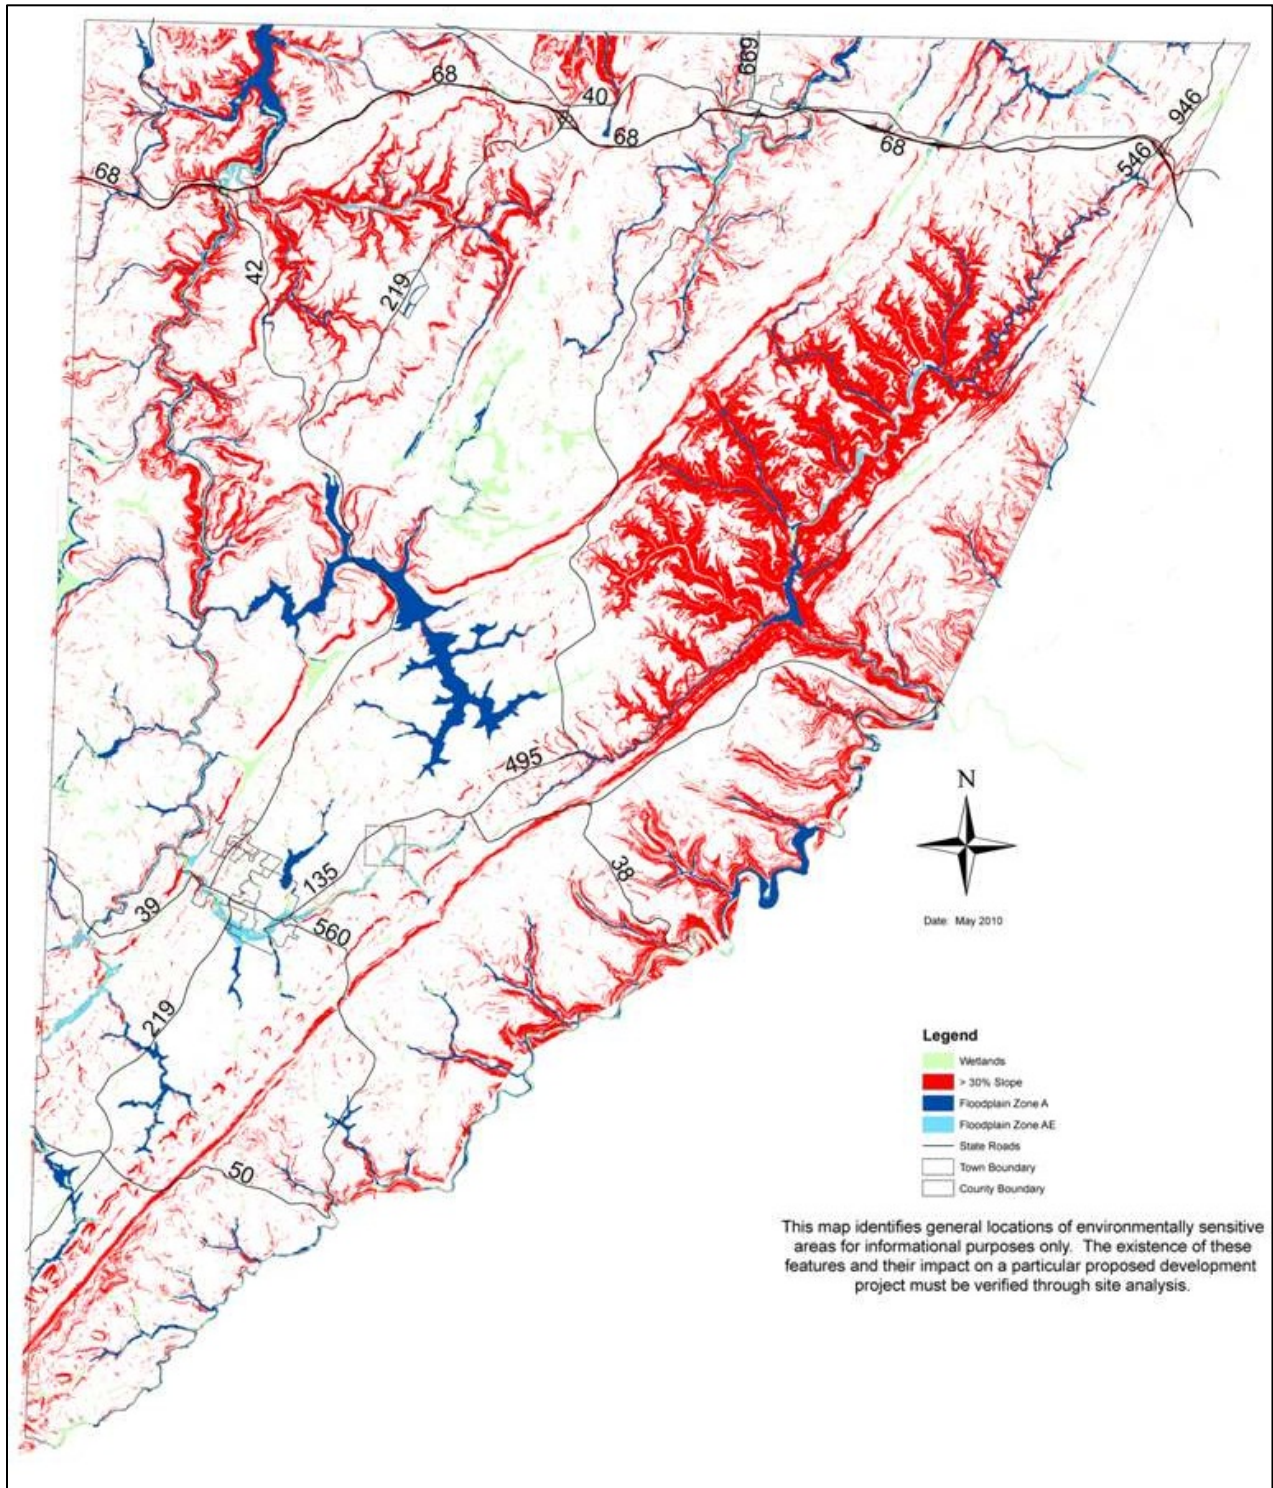 669
68
40
68
946
68
546
68
42
219
495
38
135
39
560
219
50
N
Date: May 2010
Legend
Wetlands
> 30% Slope
Floodplain Zone A
Floodplain Zone AE
State Roads
Town Boundary
County Boundary
This map identifies general locations of environmentally sensitive
areas for informational purposes only. The existence of these
features and their impact on a particular proposed development
project must be verified through site analysis.